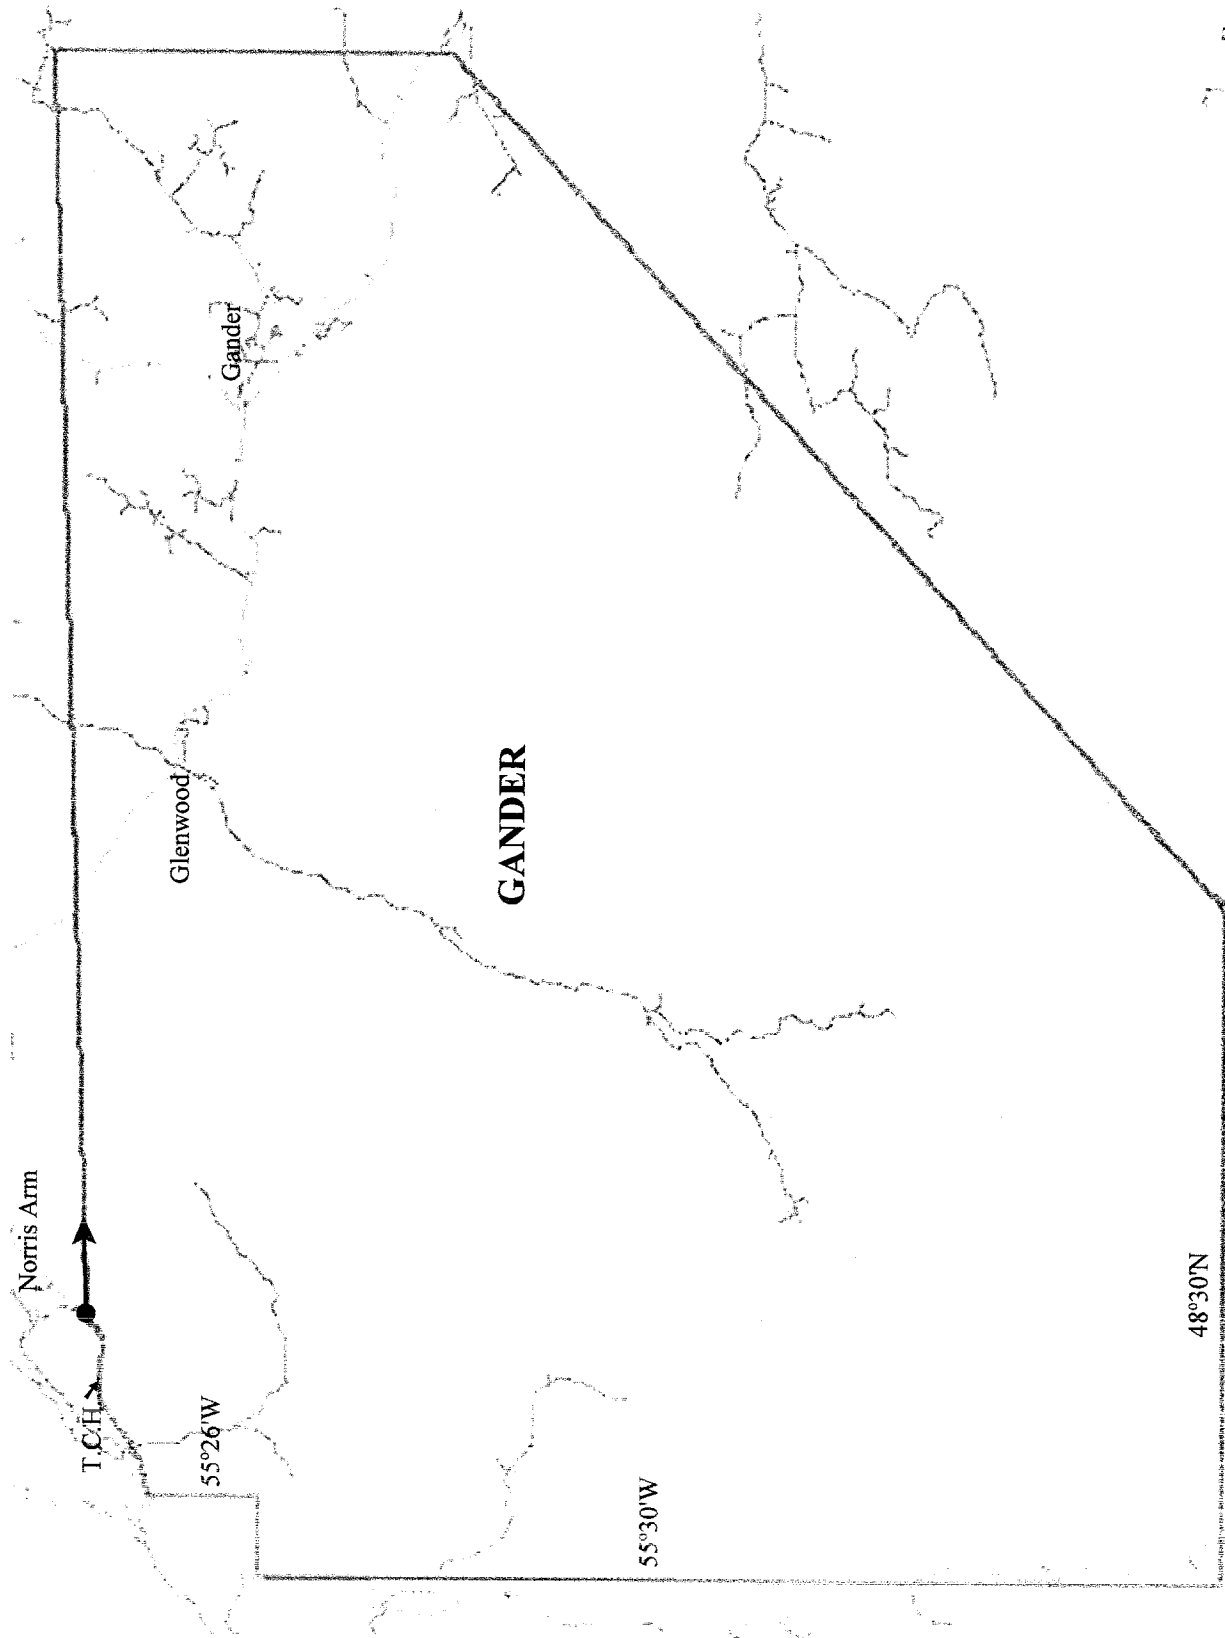 Norris Arm
T.C.H.
55°26'W
Glenwood
Gander
GANDER
55°30'W
48°30'N